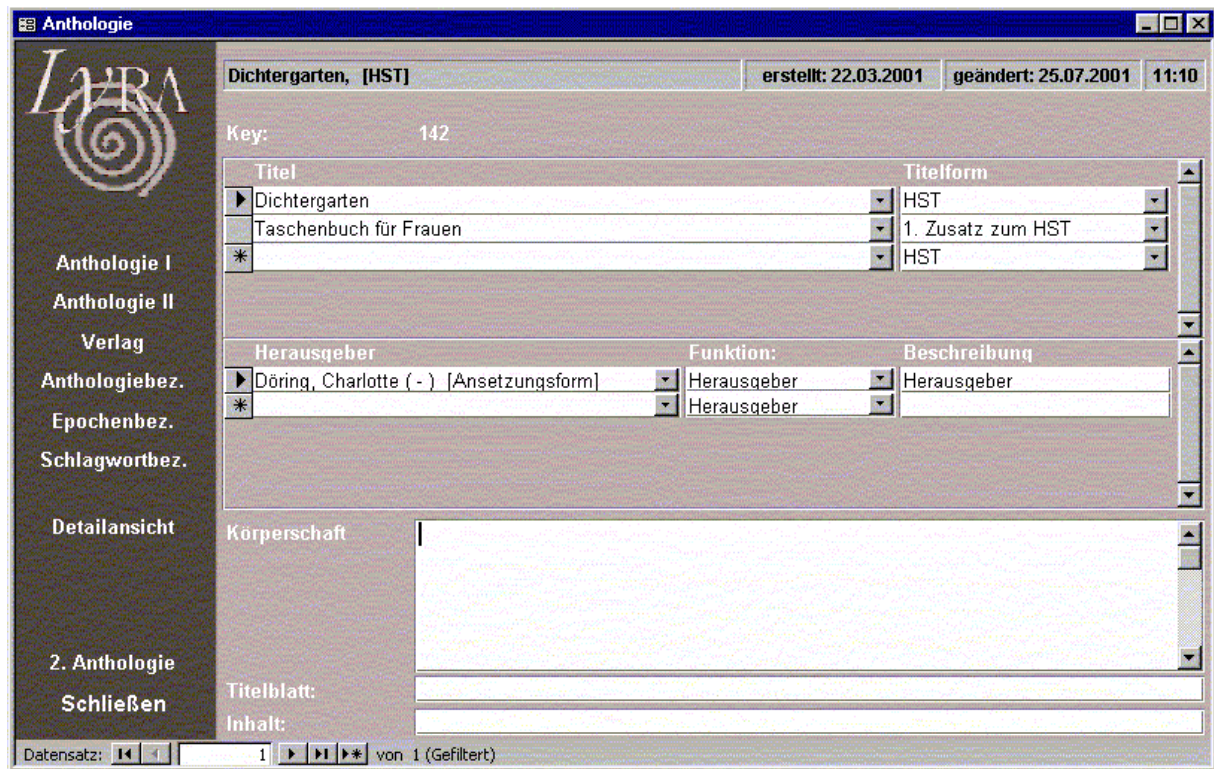 Anthologie
LYRA
Dichtergarten, [HST] erstellt: 22.03.2001 geändert: 25.07.2001 11:10
Key: 142
Titel Titelform
Dichtergarten HST
Taschenbuch für Frauen 1. Zusatz zum HST
HST
Herausgeber Funktion: Beschreibung
Döring, Charlotte ( - ) [Ansetzungsform] Herausgeber Herausgeber
Herausgeber
Körperschaft
Titelblatt:
Inhalt:
Anthologie I
Anthologie II
Verlag
Anthologiebez.
Epochenbez.
Schlagwortbez.
Detailansicht
2. Anthologie
Schließen
Datensatz: 1 von 1 (Gefiltert)